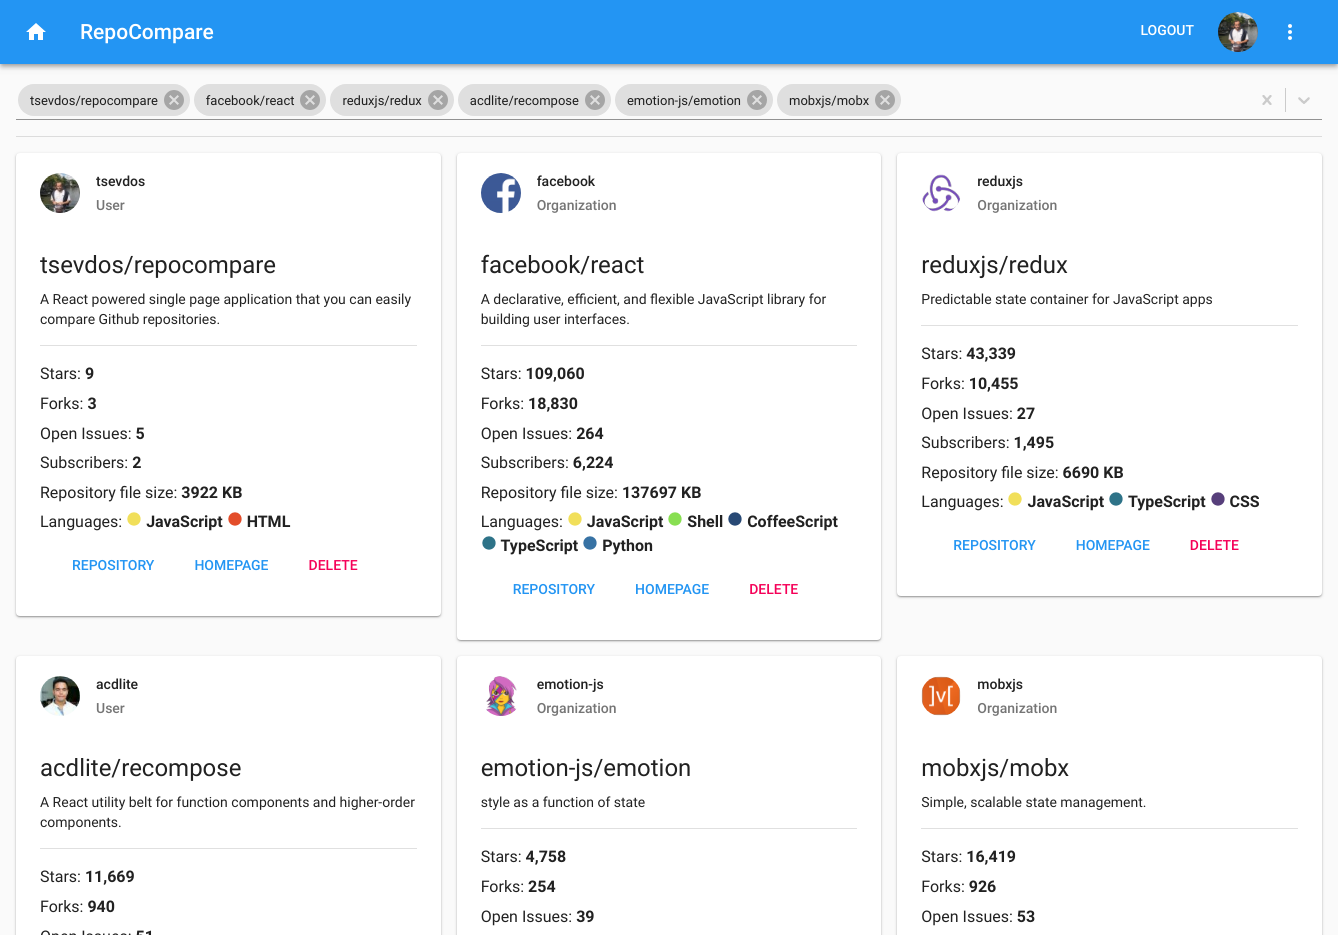 RepoCompare
LOGOUT
tsevdos/repocompare
facebook/react
reduxjs/redux
acdlite/recompose
emotion-js/emotion
mobxjs/mobx
tsevdos
User
tsevdos/repocompare
A React powered single page application that you can easily
compare Github repositories.
Stars: 9
Forks: 3
Open Issues: 5
Subscribers: 2
Repository file size: 3922 KB
Languages: JavaScript HTML
REPOSITORY HOMEPAGE DELETE
facebook
Organization
facebook/react
A declarative, efficient, and flexible JavaScript library for
building user interfaces.
Stars: 109,060
Forks: 18,830
Open Issues: 264
Subscribers: 6,224
Repository file size: 137697 KB
Languages: JavaScript Shell CoffeeScript
TypeScript Python
REPOSITORY HOMEPAGE DELETE
reduxjs
Organization
reduxjs/redux
Predictable state container for JavaScript apps
Stars: 43,339
Forks: 10,455
Open Issues: 27
Subscribers: 1,495
Repository file size: 6690 KB
Languages: JavaScript TypeScript CSS
REPOSITORY HOMEPAGE DELETE
acdlite
User
acdlite/recompose
A React utility belt for function components and higher-order
components.
Stars: 11,669
Forks: 940
Open Issues: 51
emotion-js
Organization
emotion-js/emotion
style as a function of state
Stars: 4,758
Forks: 254
Open Issues: 39
]v[
mobxjs
Organization
mobxjs/mobx
Simple, scalable state management.
Stars: 16,419
Forks: 926
Open Issues: 53